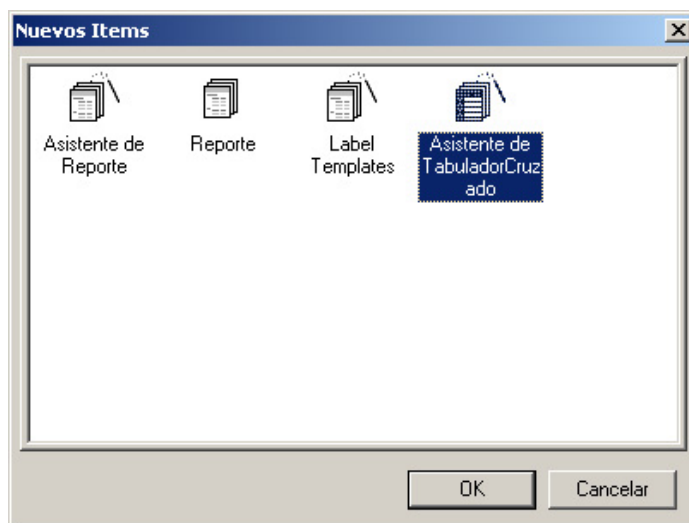 Nuevos Items
Asistente de
Reporte
Reporte
Label
Templates
Asistente de
TabuladorCruz
ado
OK
Cancelar